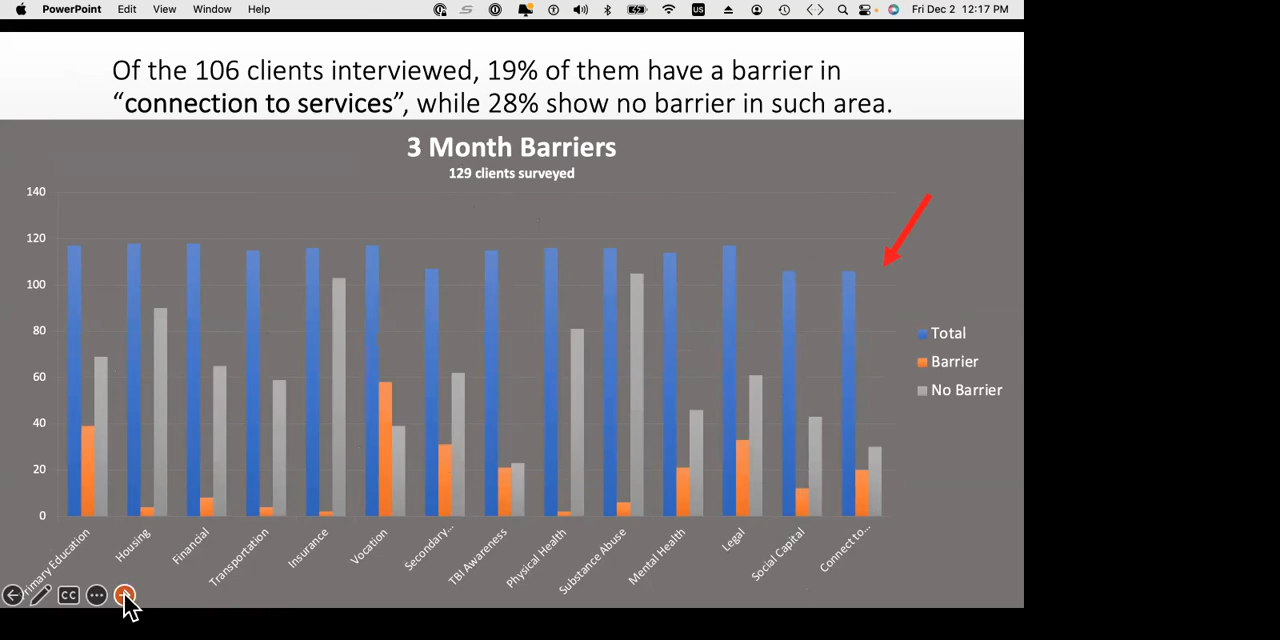 PowerPoint Edit View Window Help US Fri Dec 2 12:17 PM
Of the 106 clients interviewed, 19% of them have a barrier in
“connection to services”, while 28% show no barrier in such area.
3 Month Barriers
129 clients surveyed
140
120
100
80
60
40
20
0
Total
Barrier
No Barrier
Primary Education
Housing
Financial
Transportation
Insurance
Vocation
Secondary...
TBI Awareness
Physical Health
Substance Abuse
Mental Health
Legal
Social Capital
Connect to...
CC